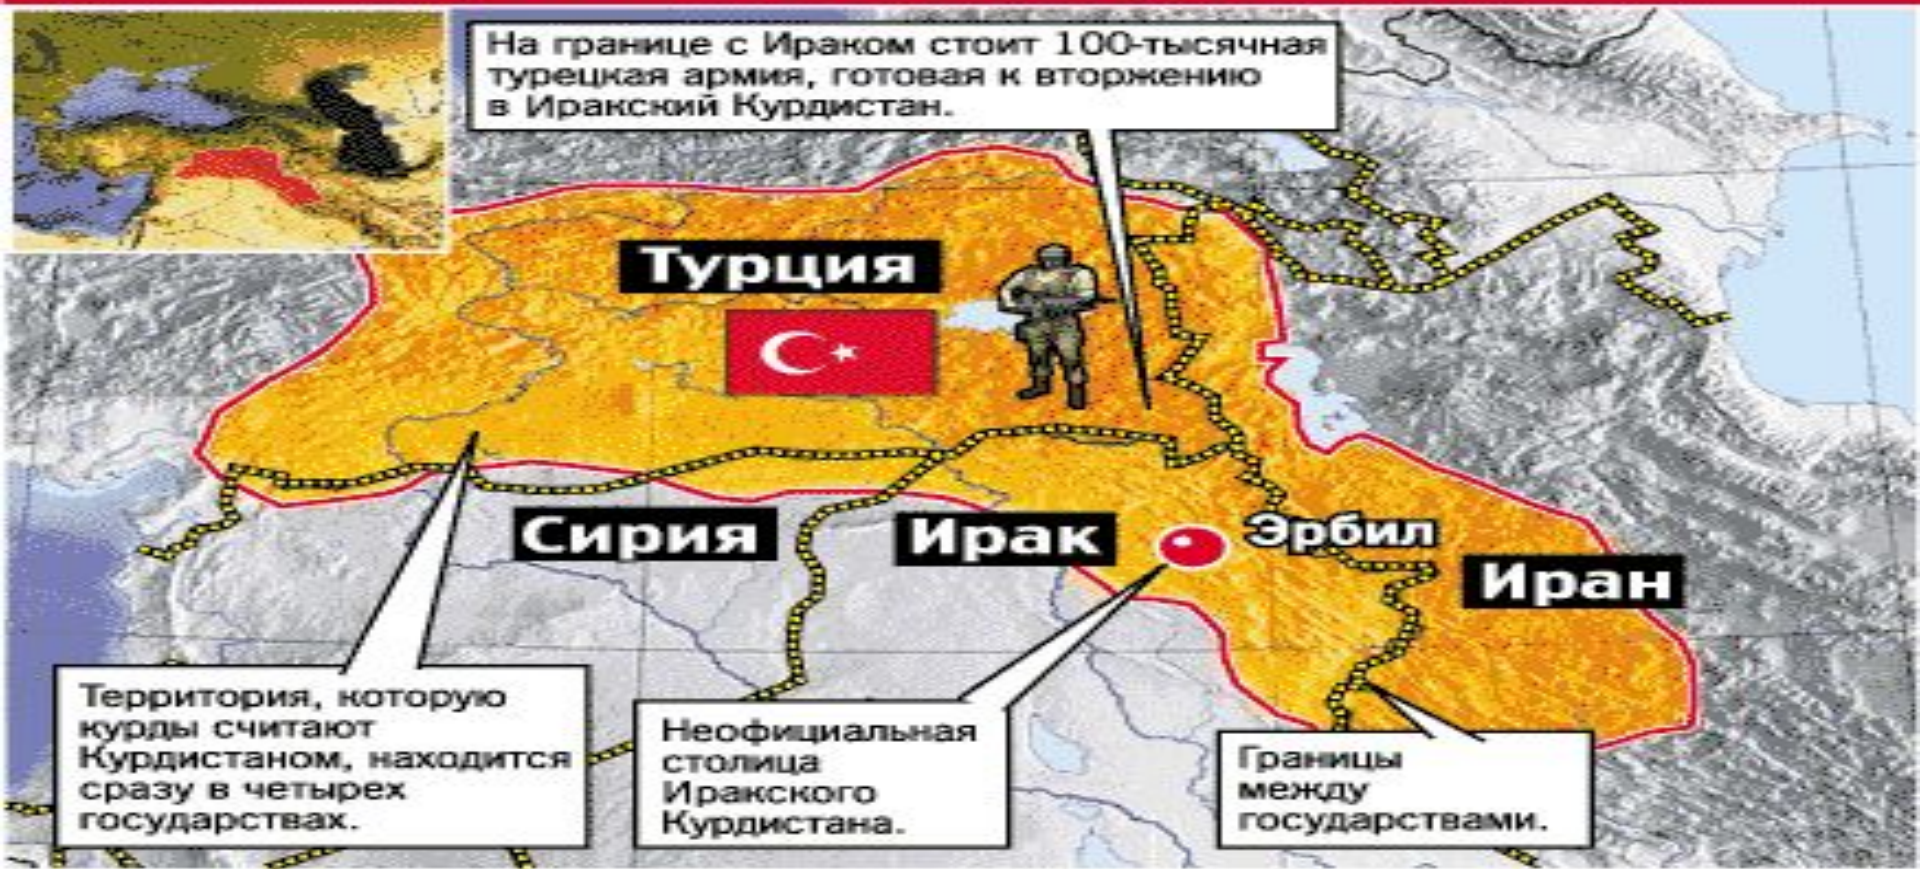 На границе с Ираком стоит 100-тысячная
турецкая армия, готовая к вторжению
в Иракский Курдистан.
Турция
Сирия
Ирак
Эрбил
Иран
Территория, которую
курды считают
Курдистаном, находится
сразу в четырех
государствах.
Неофициальная
столица
Иракского
Курдистана.
Границы
между
государствами.